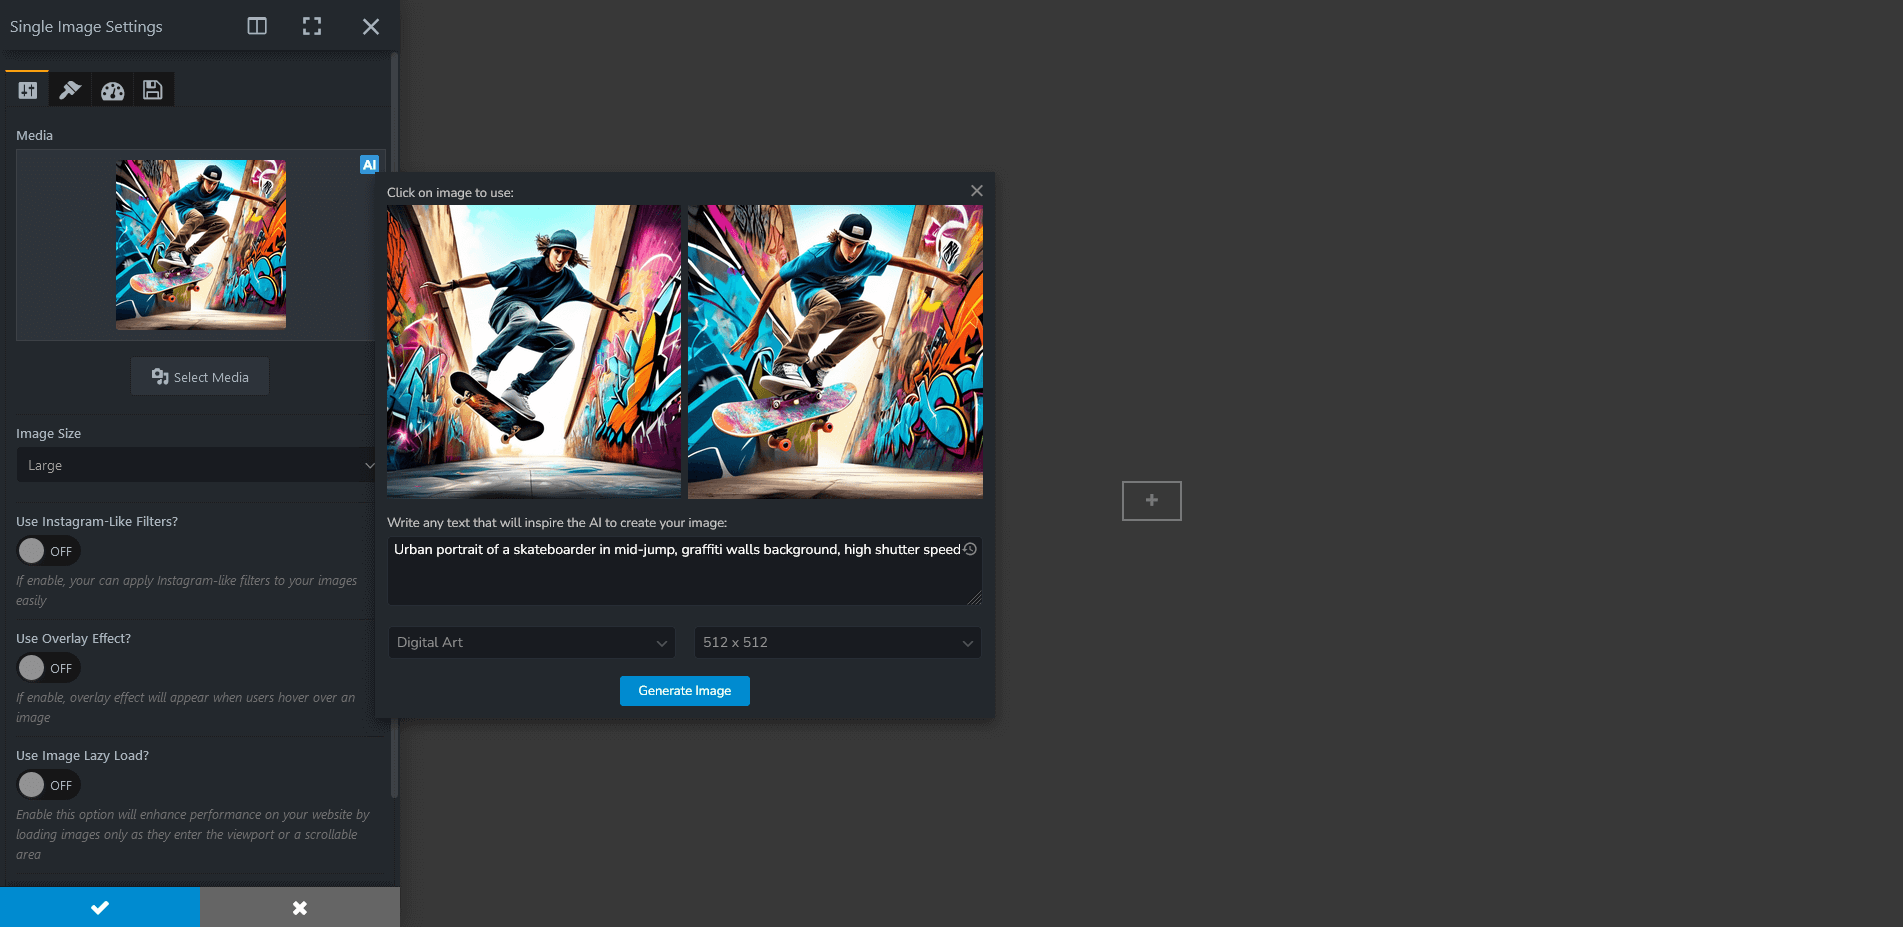 Single Image Settings
Media
AI
Click on image to use:
Select Media
Image Size
Large
Write any text that will inspire the AI to create your image:
Urban portrait of a skateboarder in mid-jump, graffiti walls background, high shutter speed
Use Instagram-Like Filters?
OFF
If enable, your can apply Instagram-like filters to your images
easily
Digital Art
512 x 512
Generate Image
Use Overlay Effect?
OFF
If enable, overlay effect will appear when users hover over an
image
Use Image Lazy Load?
OFF
Enable this option will enhance performance on your website by
loading images only as they enter the viewport or a scrollable
area